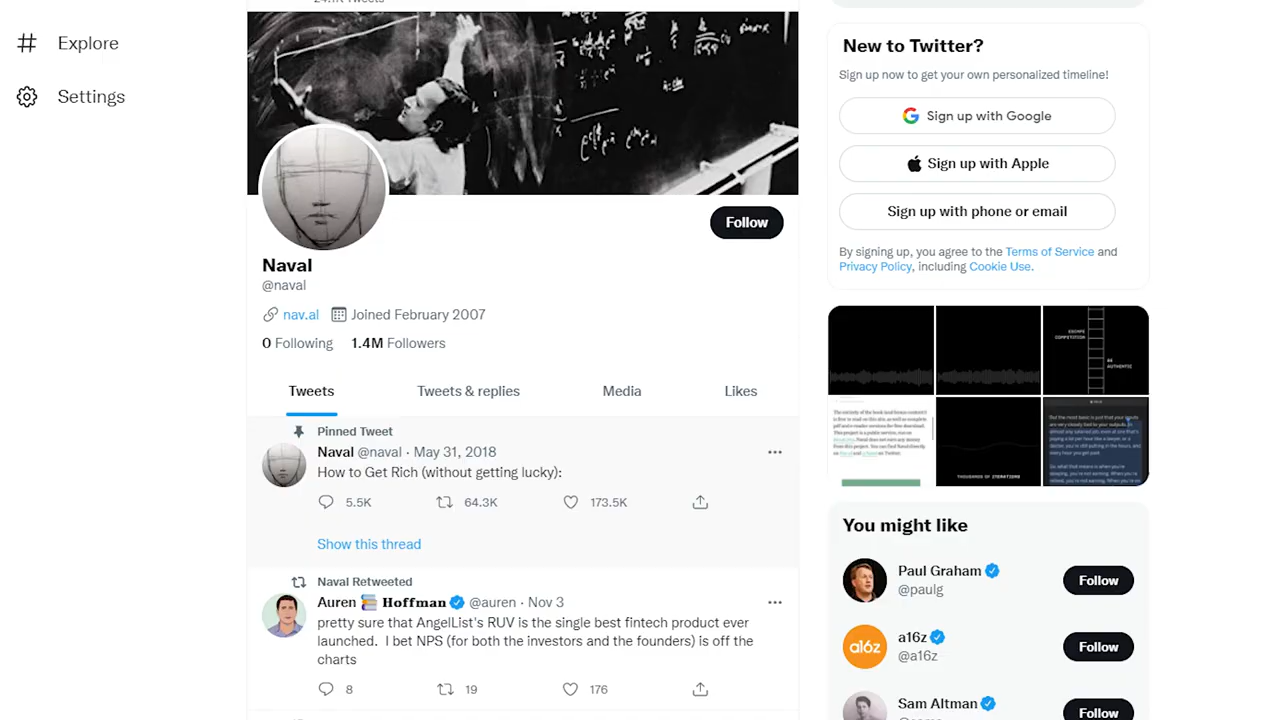 Explore
Settings
Naval
@naval
nav.al Joined February 2007
0 Following 1.4M Followers
Follow
Tweets Tweets & replies Media Likes
Pinned Tweet
Naval @naval · May 31, 2018
How to Get Rich (without getting lucky):
5.5K 64.3K 173.5K
Show this thread
Naval Retweeted
Auren 📚 𝐇𝐨𝐟𝐟𝐦𝐚𝐧 @auren · Nov 3
pretty sure that AngelList's RUV is the single best fintech product ever
launched. I bet NPS (for both the investors and the founders) is off the
charts
8 19 176
New to Twitter?
Sign up now to get your own personalized timeline!
Sign up with Google
Sign up with Apple
Sign up with phone or email
By signing up, you agree to the Terms of Service and
Privacy Policy, including Cookie Use.
ESCAPE
COMPETITION
AUTHENTIC
THOUSANDS OF ITERATIONS
You might like
Paul Graham
@paulg
Follow
a16z
a16z
@a16z
Follow
Sam Altman
Follow